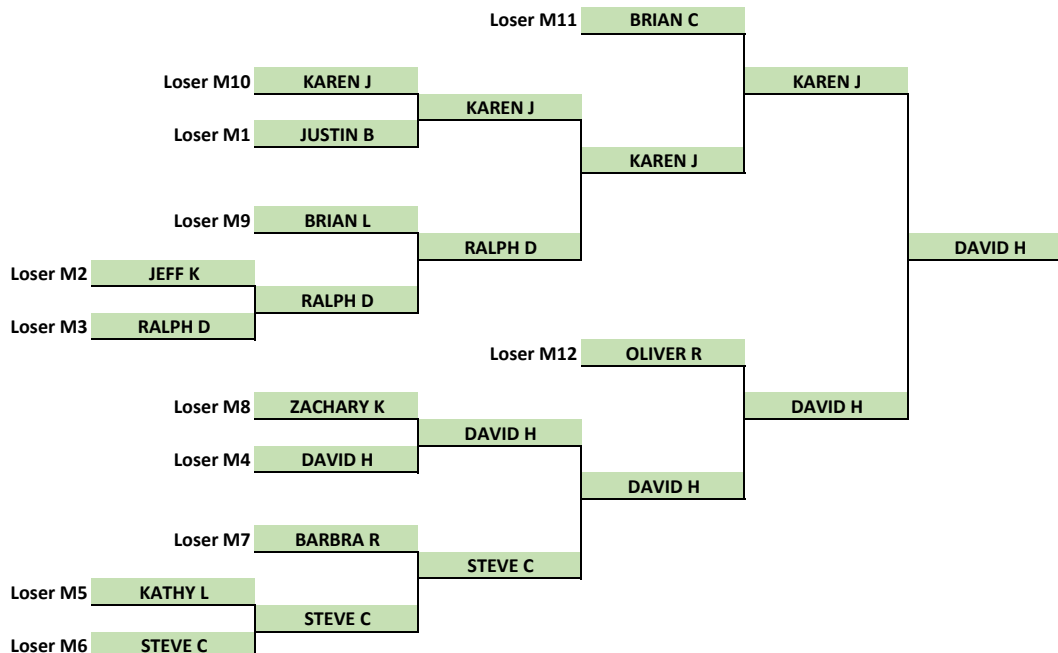 Loser M11 BRIAN C
Loser M10 KAREN J KAREN J
KAREN J
Loser M1 JUSTIN B
KAREN J
Loser M9 BRIAN L
RALPH D DAVID H
Loser M2 JEFF K
RALPH D
Loser M3 RALPH D
Loser M12 OLIVER R
Loser M8 ZACHARY K DAVID H
DAVID H
Loser M4 DAVID H
DAVID H
Loser M7 BARBRA R
STEVE C
Loser M5 KATHY L
STEVE C
Loser M6 STEVE C